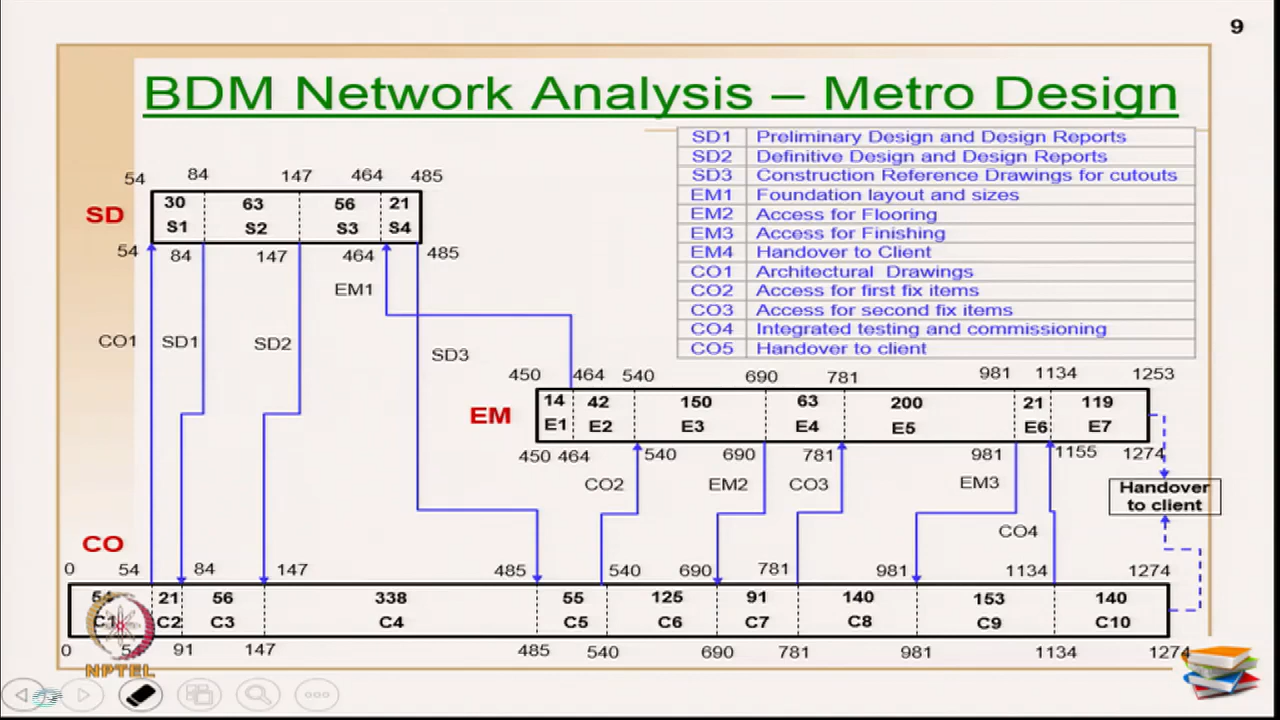 9
BDM Network Analysis – Metro Design
SD1 Preliminary Design and Design Reports
SD2 Definitive Design and Design Reports
SD3 Construction Reference Drawings for cutouts
EM1 Foundation layout and sizes
EM2 Access for Flooring
EM3 Access for Finishing
EM4 Handover to Client
CO1 Architectural Drawings
CO2 Access for first fix items
CO3 Access for second fix items
CO4 Integrated testing and commissioning
CO5 Handover to client
54 84 147 464 485
SD
30 63 56 21
S1 S2 S3 S4
54 84 147 464 485
EM1
CO1 SD1 SD2 SD3
450 464 540 690 781 981 1134 1253
EM
14 42 150 63 200 21 119
E1 E2 E3 E4 E5 E6 E7
450 464 540 690 781 981 1155 1274
CO2 EM2 CO3 EM3
CO4
Handover
to client
CO
0 54 84 147 485 540 690 781 981 1134 1274
54 21 56 338 55 125 91 140 153 140
C1 C2 C3 C4 C5 C6 C7 C8 C9 C10
0 54 91 147 485 540 690 781 981 1134 1274
NPTEL